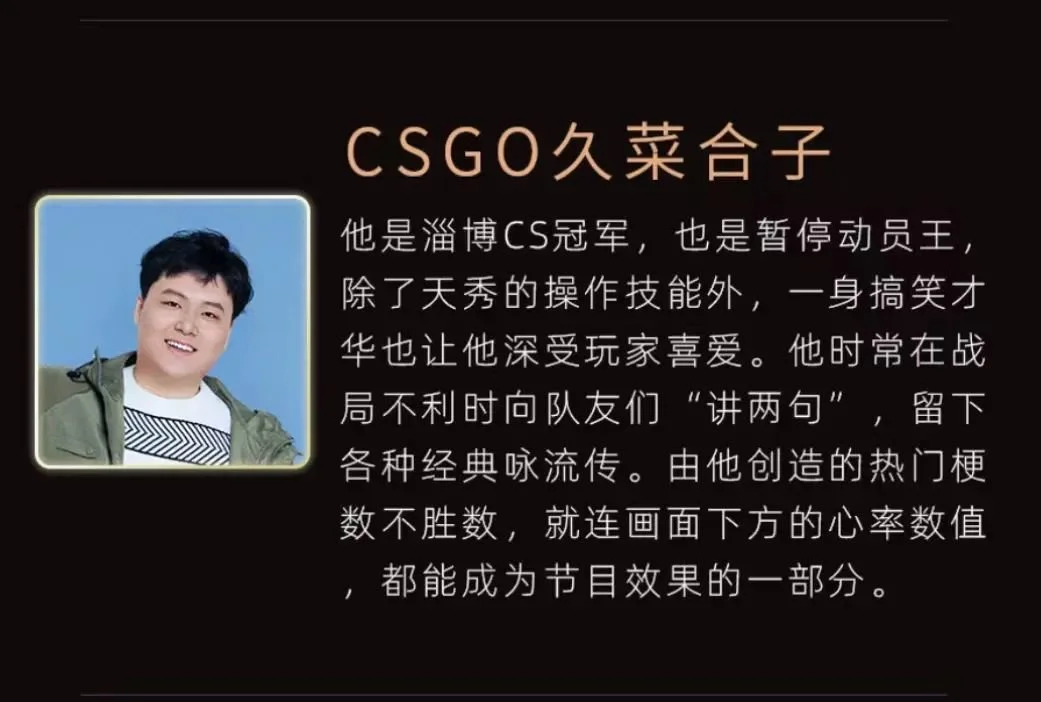 CSGO久菜合子
他是淄博CS冠军，也是暂停动员王，
除了天秀的操作技能外，一身搞笑才
华也让他深受玩家喜爱。他时常在战
局不利时向队友们“讲两句”，留下
各种经典咏流传。由他创造的热门梗
数不胜数，就连画面下方的心率数值
，都能成为节目效果的一部分。